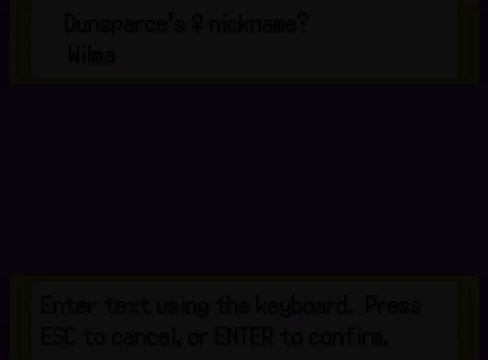 Dunsparce's ♀ nickname?
Wilma
Enter text using the keyboard. Press
ESC to cancel, or ENTER to confirm.